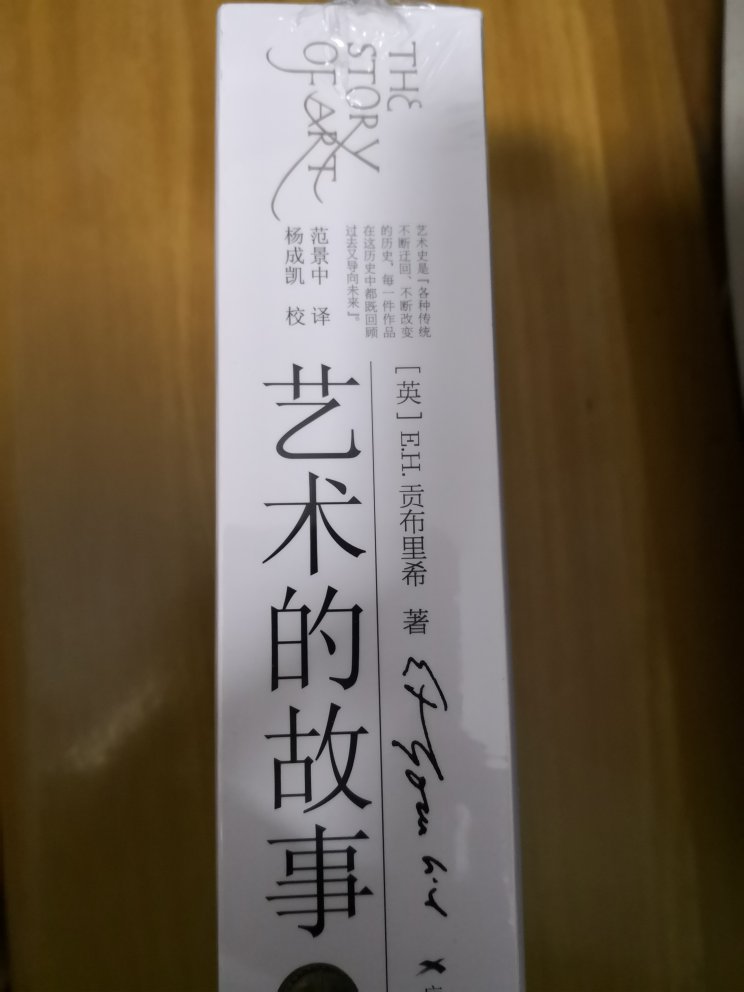 THE
STORY
OF ART
艺术史是『各种传统
不断迂回、不断改变
的历史，每一件作品
在这历史中都既回顾
过去又导向未来』。
范景中 译
杨成凯 校
[英] E.H. 贡布里希 著
艺术的故事